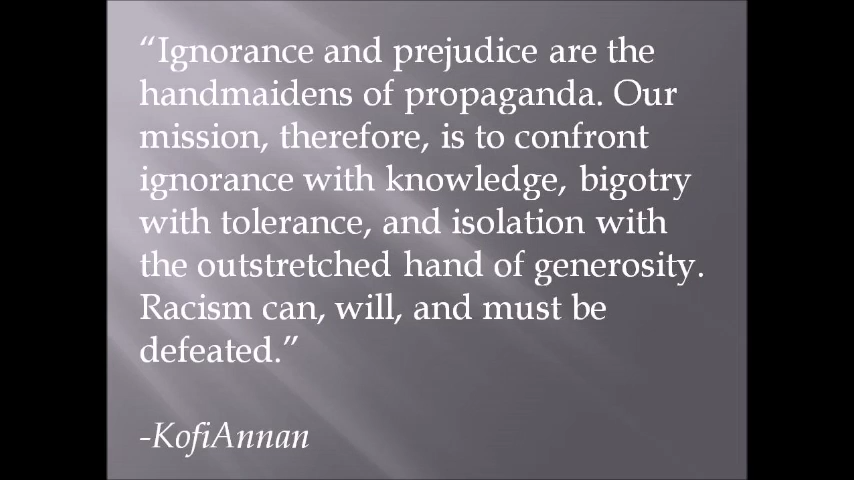 “Ignorance and prejudice are the
handmaidens of propaganda. Our
mission, therefore, is to confront
ignorance with knowledge, bigotry
with tolerance, and isolation with
the outstretched hand of generosity.
Racism can, will, and must be
defeated.”
-KofiAnnan